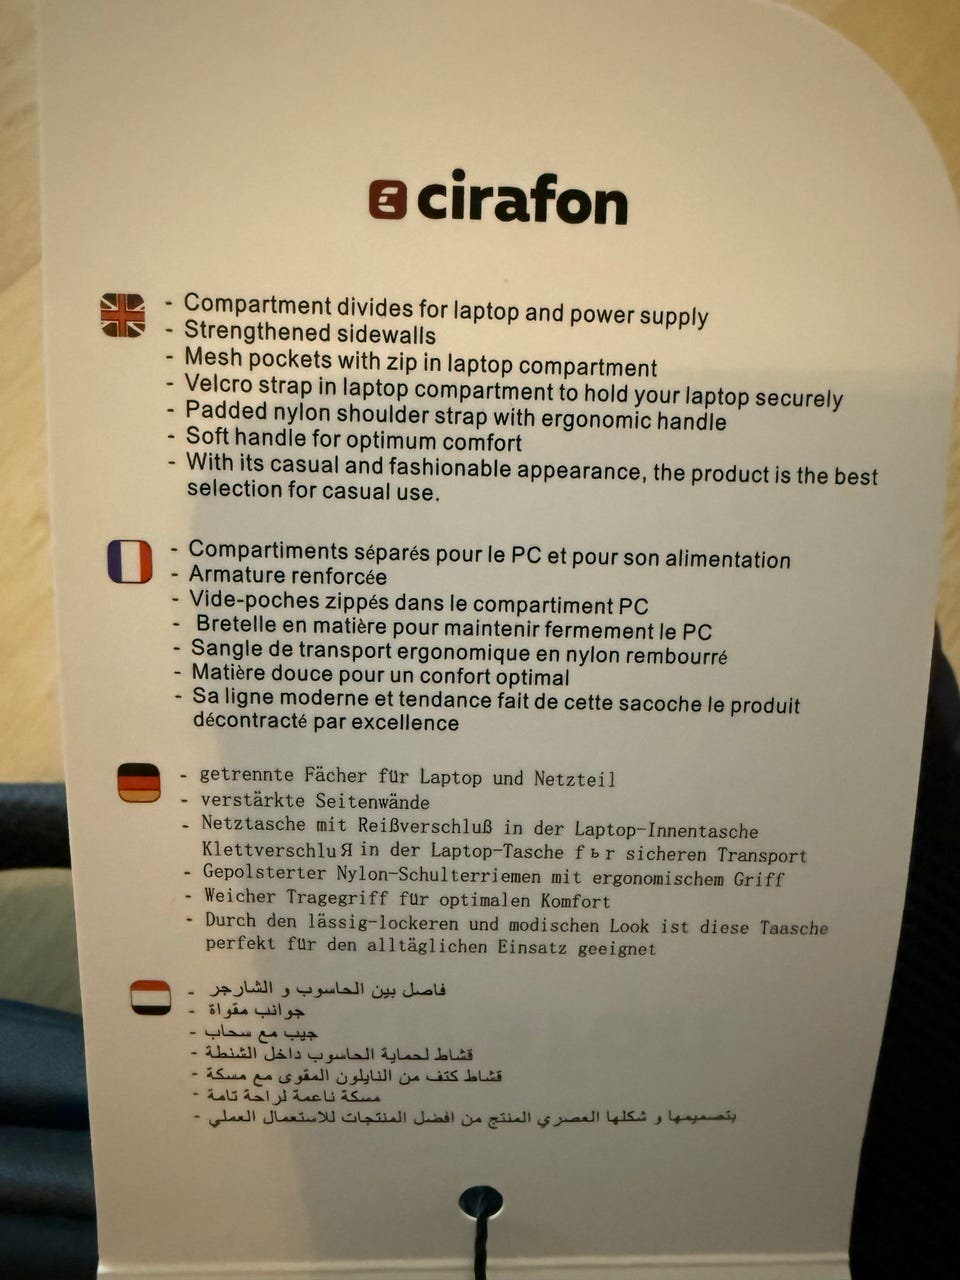 cirafon
- Compartment divides for laptop and power supply
- Strengthened sidewalls
- Mesh pockets with zip in laptop compartment
- Velcro strap in laptop compartment to hold your laptop securely
- Padded nylon shoulder strap with ergonomic handle
- Soft handle for optimum comfort
- With its casual and fashionable appearance, the product is the best
selection for casual use.
- Compartiments séparés pour le PC et pour son alimentation
- Armature renforcée
- Vide-poches zippés dans le compartiment PC
- Bretelle en matière pour maintenir fermement le PC
- Sangle de transport ergonomique en nylon rembourré
- Matière douce pour un confort optimal
- Sa ligne moderne et tendance fait de cette sacoche le produit
décontracté par excellence
- getrennte Fächer für Laptop und Netzteil
- verstärkte Seitenwände
- Netztasche mit Reißverschluß in der Laptop-Innentasche
KlettverschluЯ in der Laptop-Tasche fьr sicheren Transport
- Gepolsterter Nylon-Schulterriemen mit ergonomischem Griff
- Weicher Tragegriff für optimalen Komfort
- Durch den lässig-lockeren und modischen Look ist diese Taasche
perfekt für den alltäglichen Einsatz geeignet
- فاصل بين الحاسوب و الشارجر
- جوانب مقواة
- جيب مع سحاب
- قشاط لحماية الحاسوب داخل الشنطة
- قشاط كتف من النايلون المقوى مع مسكة
- مسكة ناعمة لراحة تامة
- بتصميمها و شكلها العصري المنتج من افضل المنتجات للاستعمال العملي